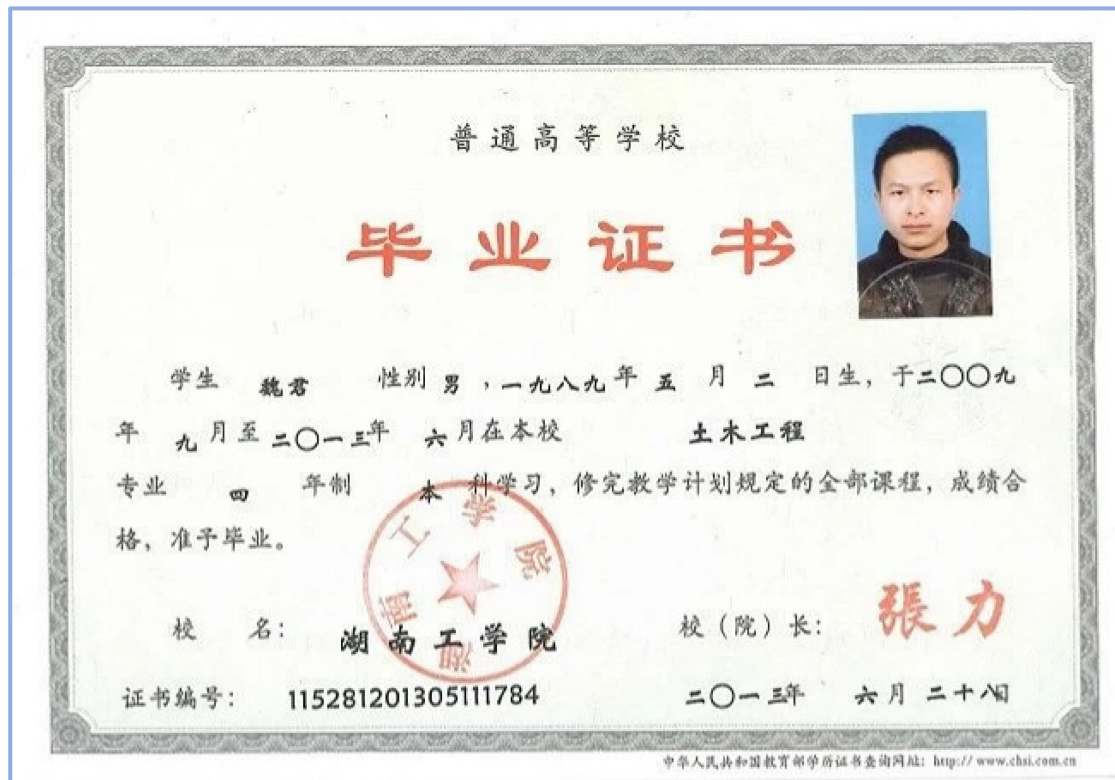 普通高等学校
毕业证书
学生 魏君 性别 男，一九八九年 五 月 二 日生，于二〇〇九
年 九 月至二〇一三年 六 月在本校 土木工程
专业 四 年制 本 科学习，修完教学计划规定的全部课程，成绩合
格，准予毕业。
湖南工学院
校 名： 湖南工学院 校（院）长： 張力
证书编号： 115281201305111784 二〇一三年 六月 二十八日
中华人民共和国教育部学历证书查询网址：http://www.chsi.com.cn